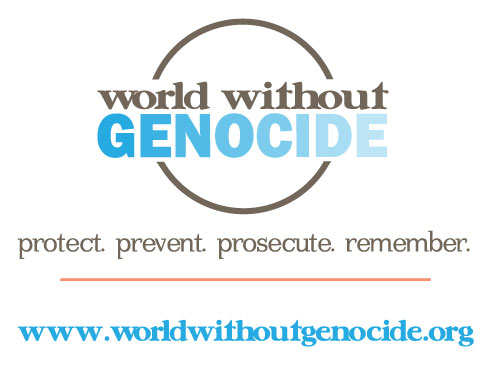 world without
GENOCIDE
protect. prevent. prosecute. remember.
www.worldwithoutgenocide.org